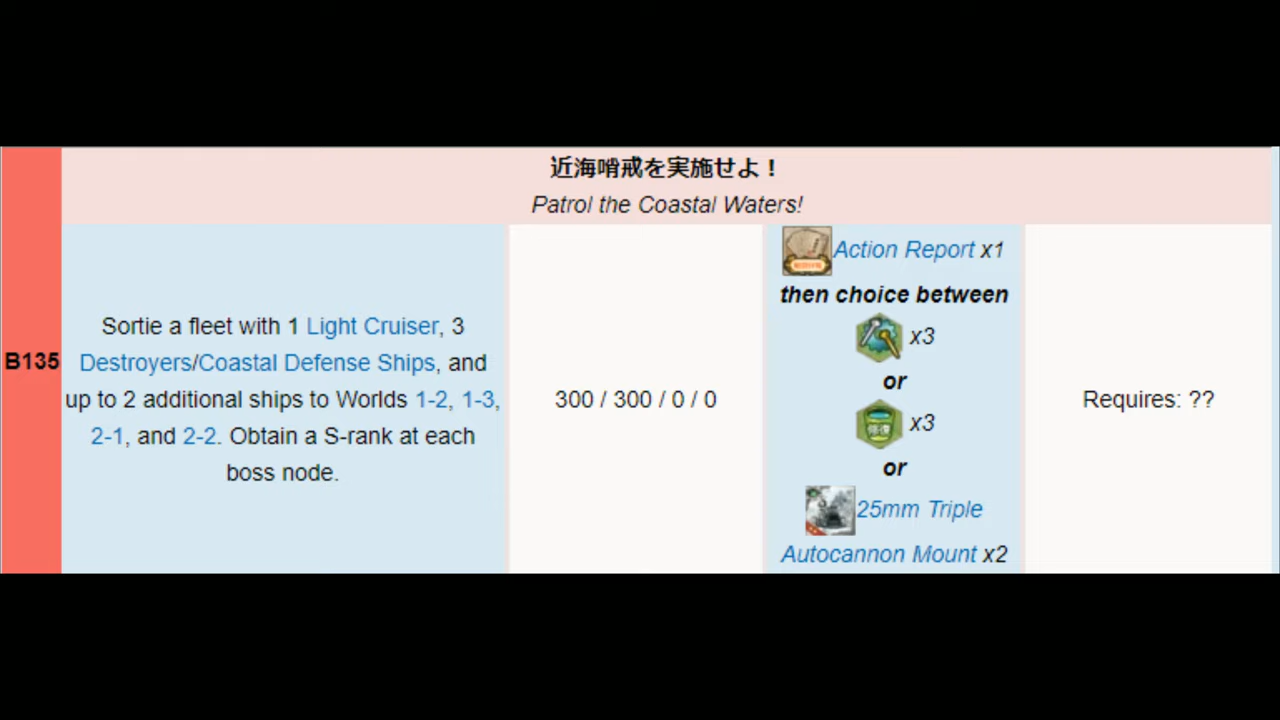 近海哨戒を実施せよ！
Patrol the Coastal Waters!
B135
Sortie a fleet with 1 Light Cruiser, 3
Destroyers/Coastal Defense Ships, and
up to 2 additional ships to Worlds 1-2, 1-3,
2-1, and 2-2. Obtain a S-rank at each
boss node.
300 / 300 / 0 / 0
Action Report x1
then choice between
x3
or
修復 x3
or
25mm Triple
Autocannon Mount x2
Requires: ??